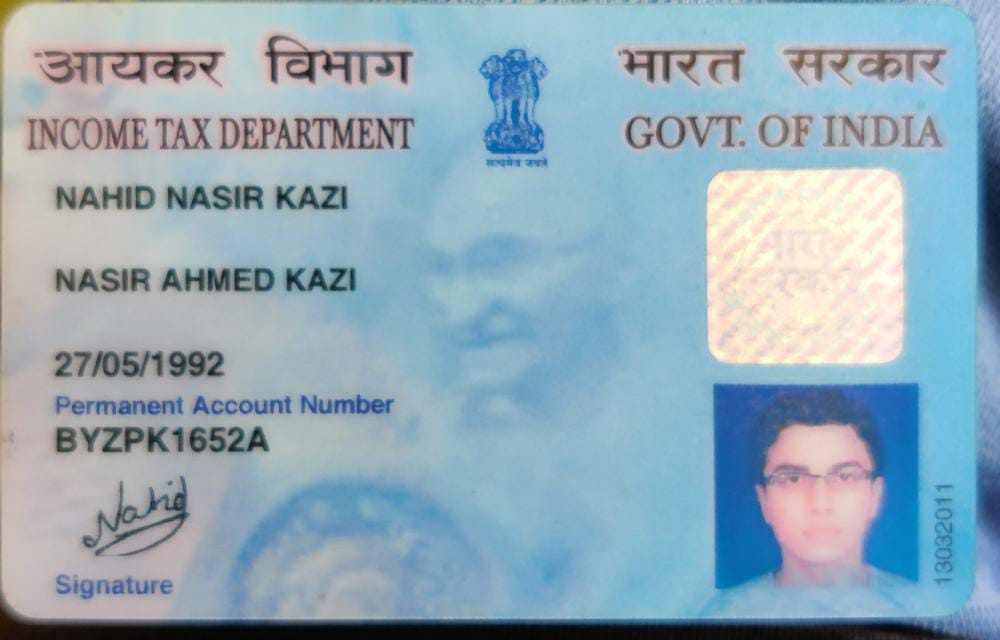 आयकर विभाग
INCOME TAX DEPARTMENT
सत्यमेव जयते
भारत सरकार
GOVT. OF INDIA
NAHID NASIR KAZI
NASIR AHMED KAZI
27/05/1992
Permanent Account Number
BYZPK1652A
Nahid
Signature
13032011